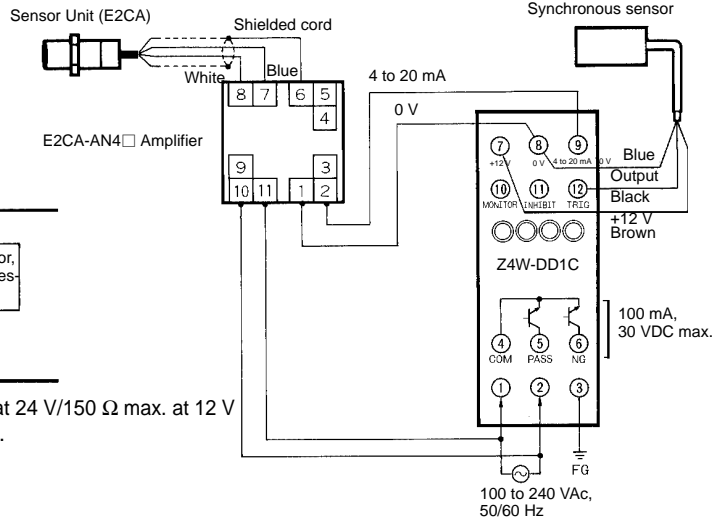 Sensor Unit (E2CA)
Shielded cord
Synchronous sensor
White
Blue
8 7 6 5
4
E2CA-AN4□ Amplifier
9 3
10 11 1 2
4 to 20 mA
0 V
7 8 9
+12 V 0 V 4 to 20 mA 0 V
Blue
Output
Black
+12 V
Brown
10 11 12
MONITOR INHIBIT TRIG
Z4W-DD1C
4 5 6
COM PASS NG
100 mA,
30 VDC max.
1 2 3
FG
100 to 240 VAc,
50/60 Hz
or,
es-
at 24 V/150 Ω max. at 12 V
.